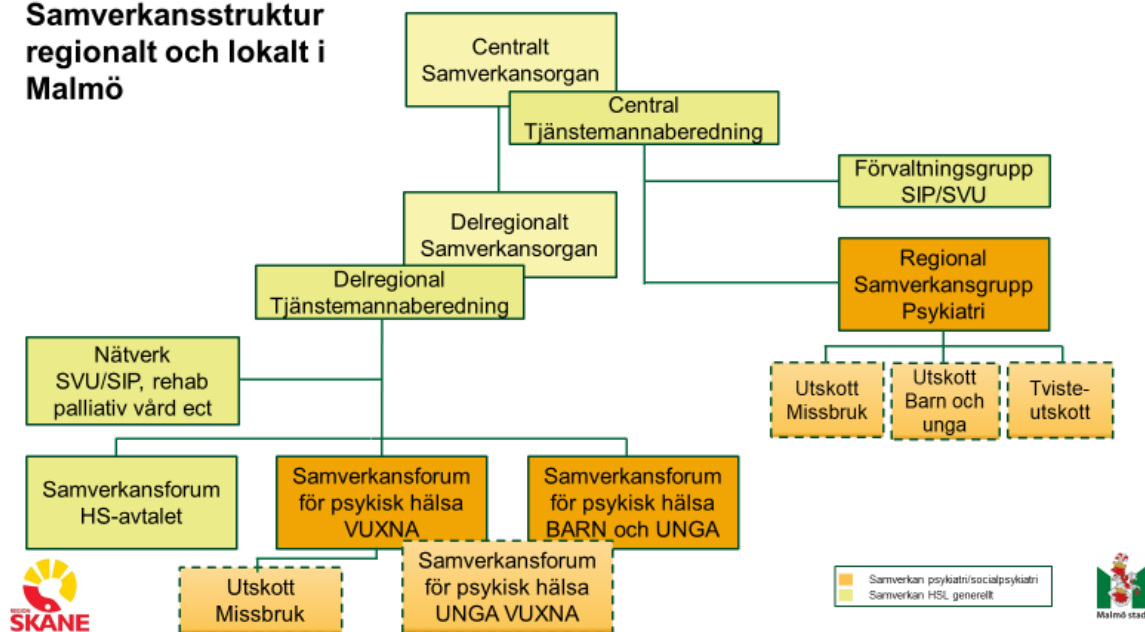 Samverkansstruktur
regionalt och lokalt i
Malmö
Centralt
Samverkansorgan
Central
Tjänstemannaberedning
Förvaltningsgrupp
SIP/SVU
Delregionalt
Samverkansorgan
Delregional
Tjänstemannaberedning
Regional
Samverkansgrupp
Psykiatri
Nätverk
SVU/SIP, rehab
palliativ vård ect
Utskott
Missbruk
Utskott
Barn och
unga
Tviste-
utskott
Samverkansforum
HS-avtalet
Samverkansforum
för psykisk hälsa
VUXNA
Samverkansforum
för psykisk hälsa
BARN och UNGA
Utskott
Missbruk
Samverkansforum
för psykisk hälsa
UNGA VUXNA
Samverkan psykiatri/socialpsykiatri
Samverkan HSL generellt
REGION
SKÅNE
Malmö stad